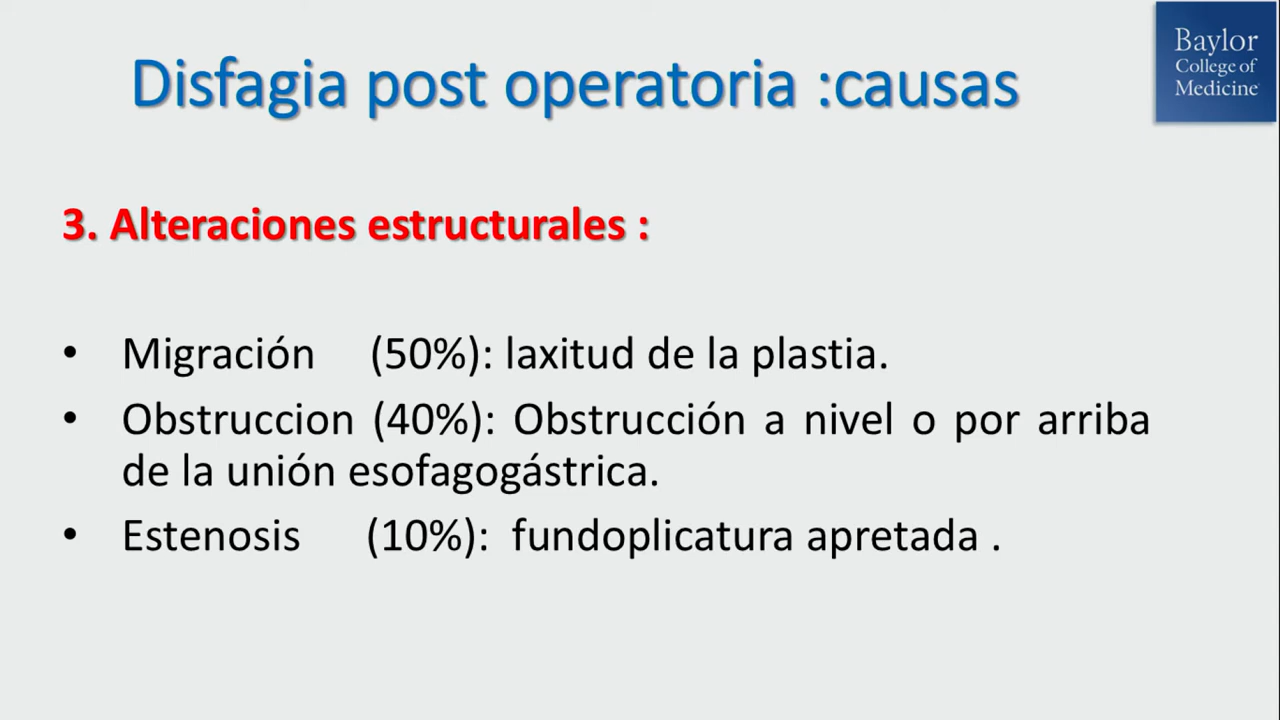 Disfagia post operatoria :causas
Baylor
College of
Medicine
3. Alteraciones estructurales :
• Migración (50%): laxitud de la plastia.
• Obstruccion (40%): Obstrucción a nivel o por arriba
de la unión esofagogástrica.
• Estenosis (10%): fundoplicatura apretada .